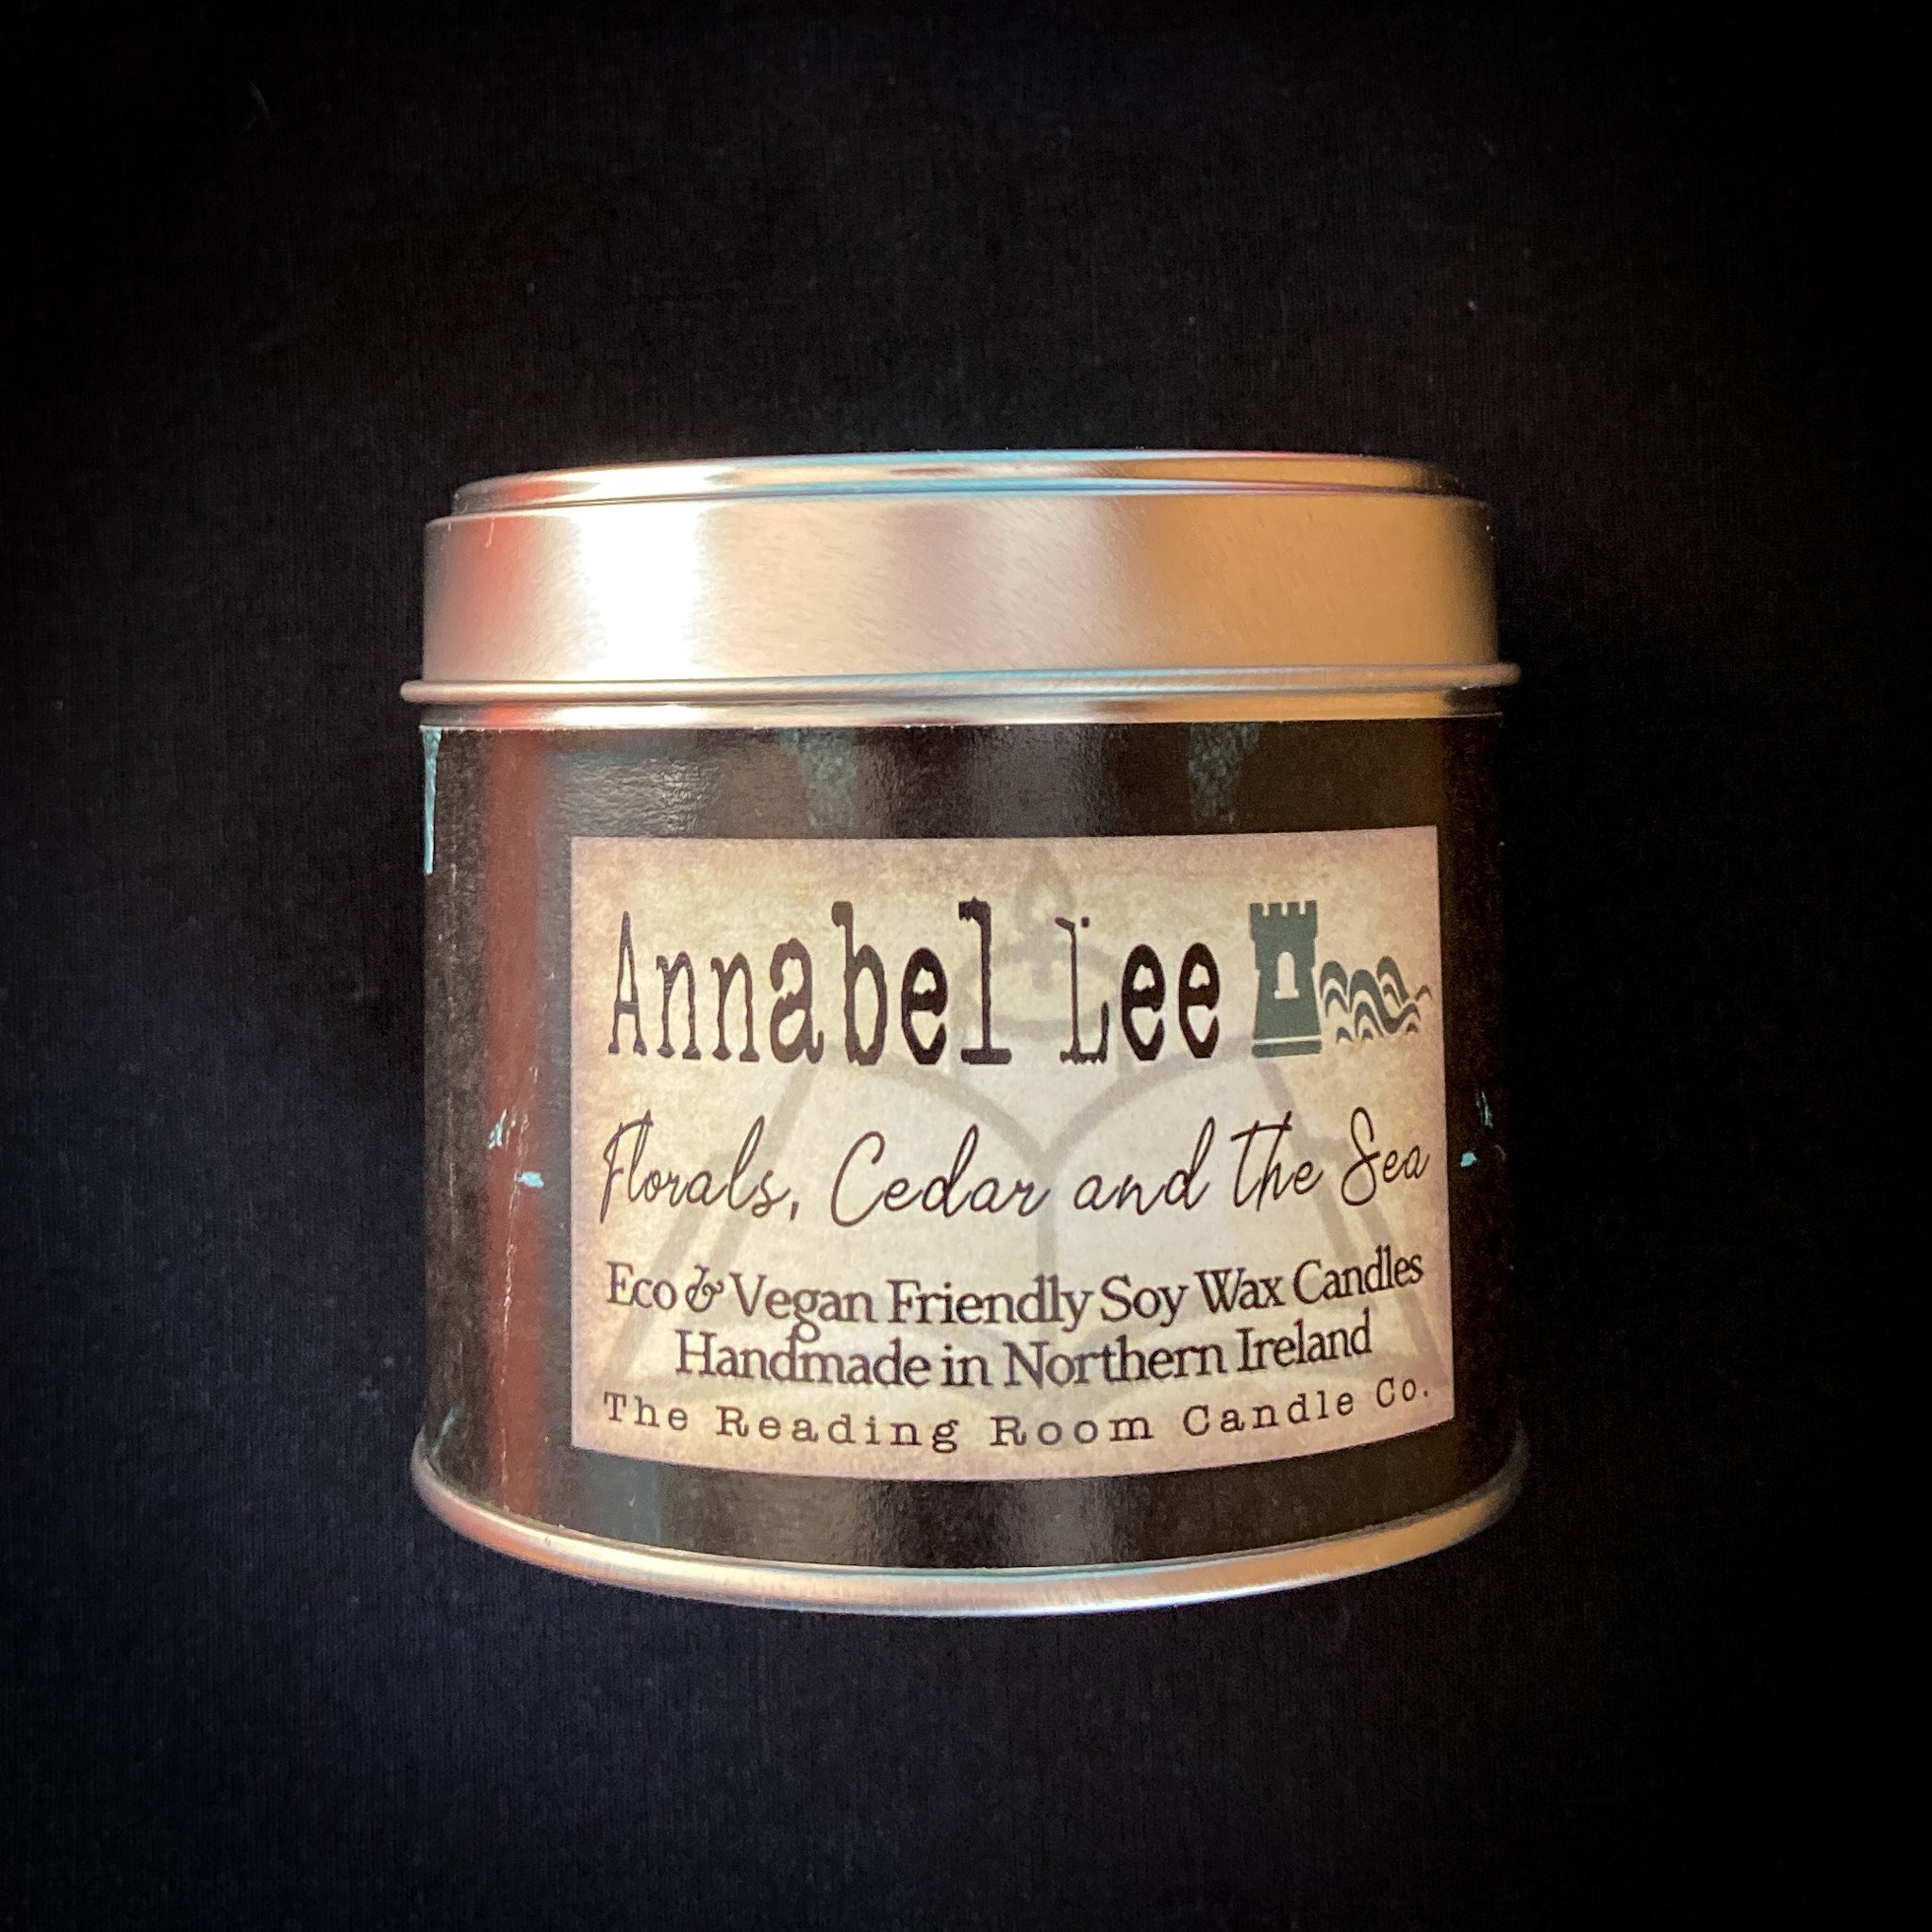 Annabel Lee
Florals, Cedar and the Sea
Eco & Vegan Friendly Soy Wax Candles
Handmade in Northern Ireland
The Reading Room Candle Co.